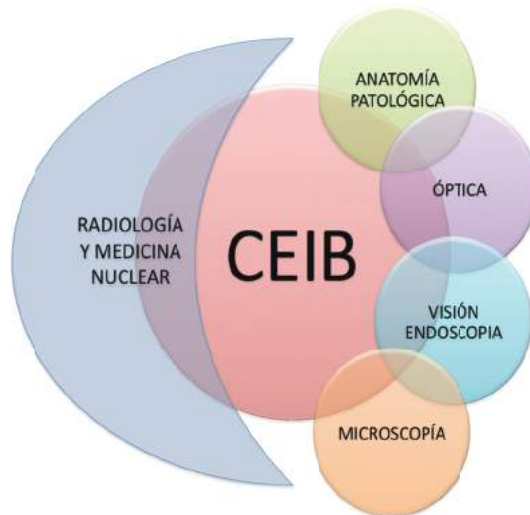 ANATOMÍA
PATOLÓGICA
ÓPTICA
RADIOLOGÍA
Y MEDICINA
NUCLEAR
CEIB
VISIÓN
ENDOSCOPIA
MICROSCOPÍA